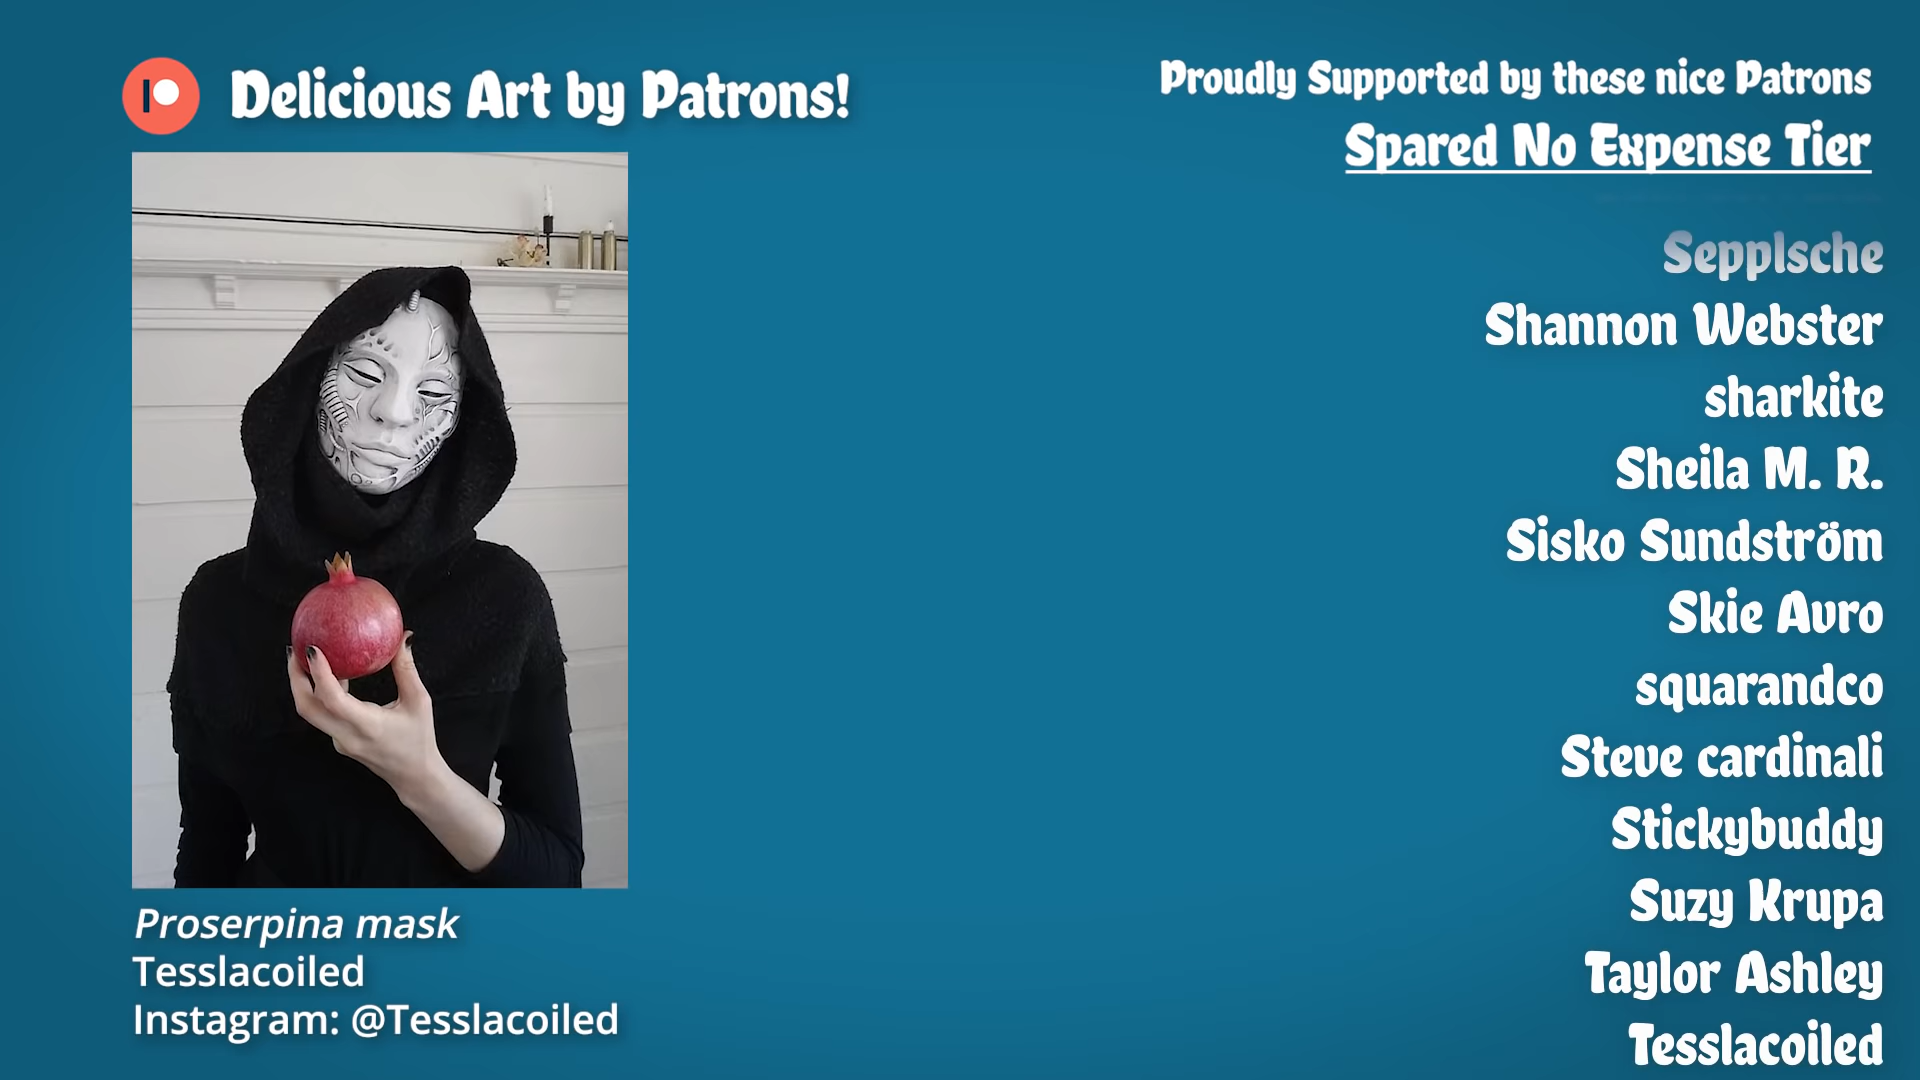 Delicious Art by Patrons!
Proserpina mask
Tesslacoiled
Instagram: @Tesslacoiled
Proudly Supported by these nice Patrons
Spared No Expense Tier
Sepplsche
Shannon Webster
sharkite
Sheila M. R.
Sisko Sundström
Skie Avro
squarandco
Steve cardinali
Stickybuddy
Suzy Krupa
Taylor Ashley
Tesslacoiled